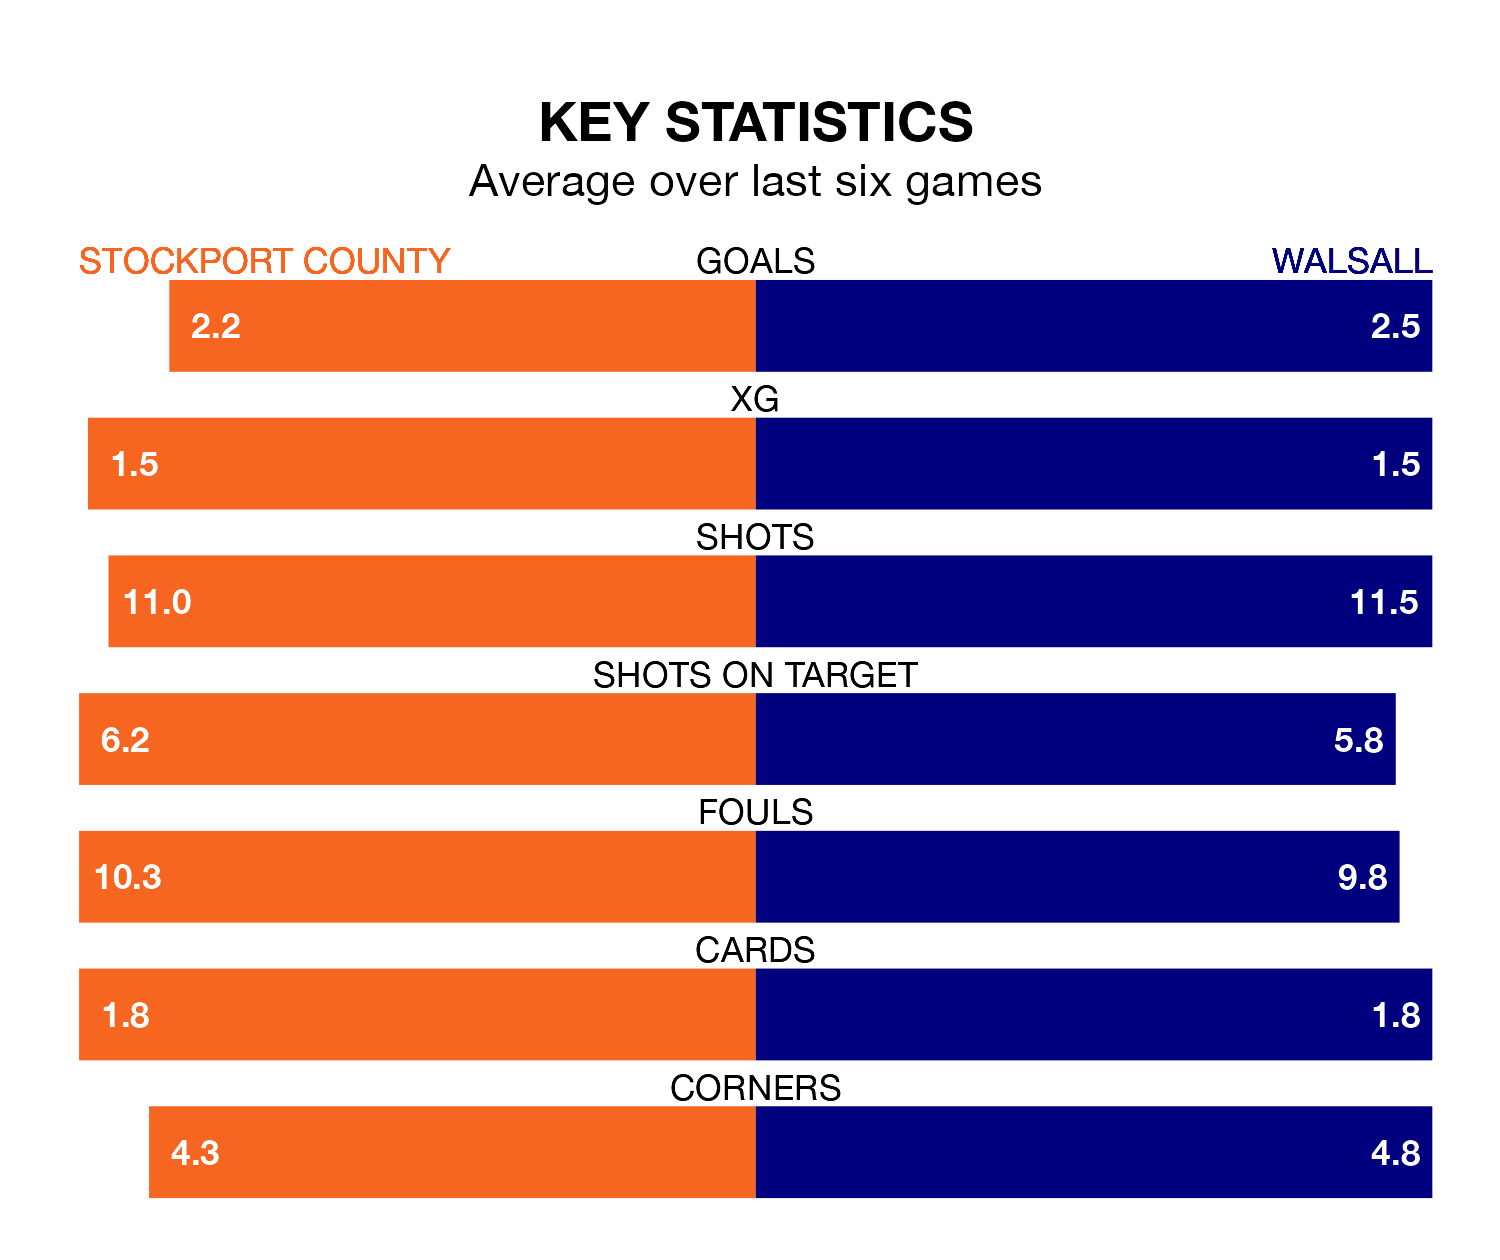 KEY STATISTICS
Average over last six games
STOCKPORT COUNTY GOALS WALSALL
2.2 2.5
XG
1.5 1.5
SHOTS
11.0 11.5
SHOTS ON TARGET
6.2 5.8
FOULS
10.3 9.8
CARDS
1.8 1.8
CORNERS
4.3 4.8